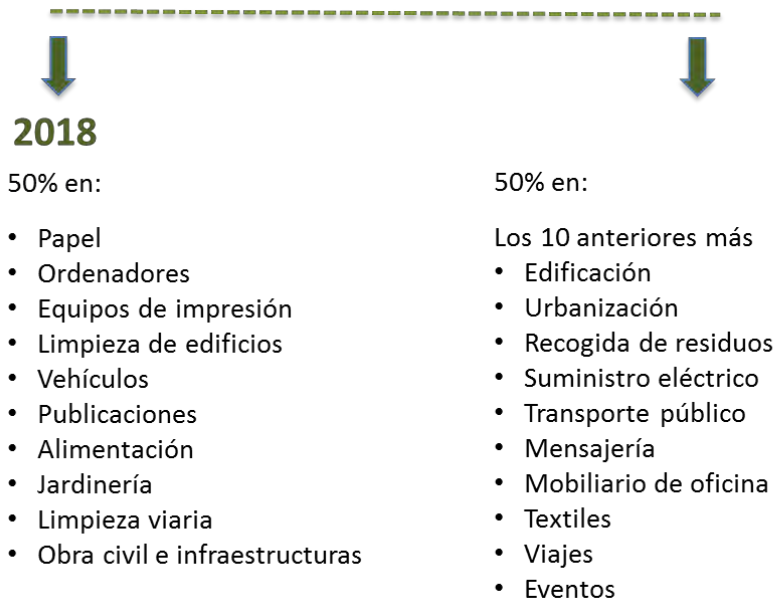 2018
50% en:
• Papel
• Ordenadores
• Equipos de impresión
• Limpieza de edificios
• Vehículos
• Publicaciones
• Alimentación
• Jardinería
• Limpieza viaria
• Obra civil e infraestructuras
50% en:
Los 10 anteriores más
• Edificación
• Urbanización
• Recogida de residuos
• Suministro eléctrico
• Transporte público
• Mensajería
• Mobiliario de oficina
• Textiles
• Viajes
• Eventos